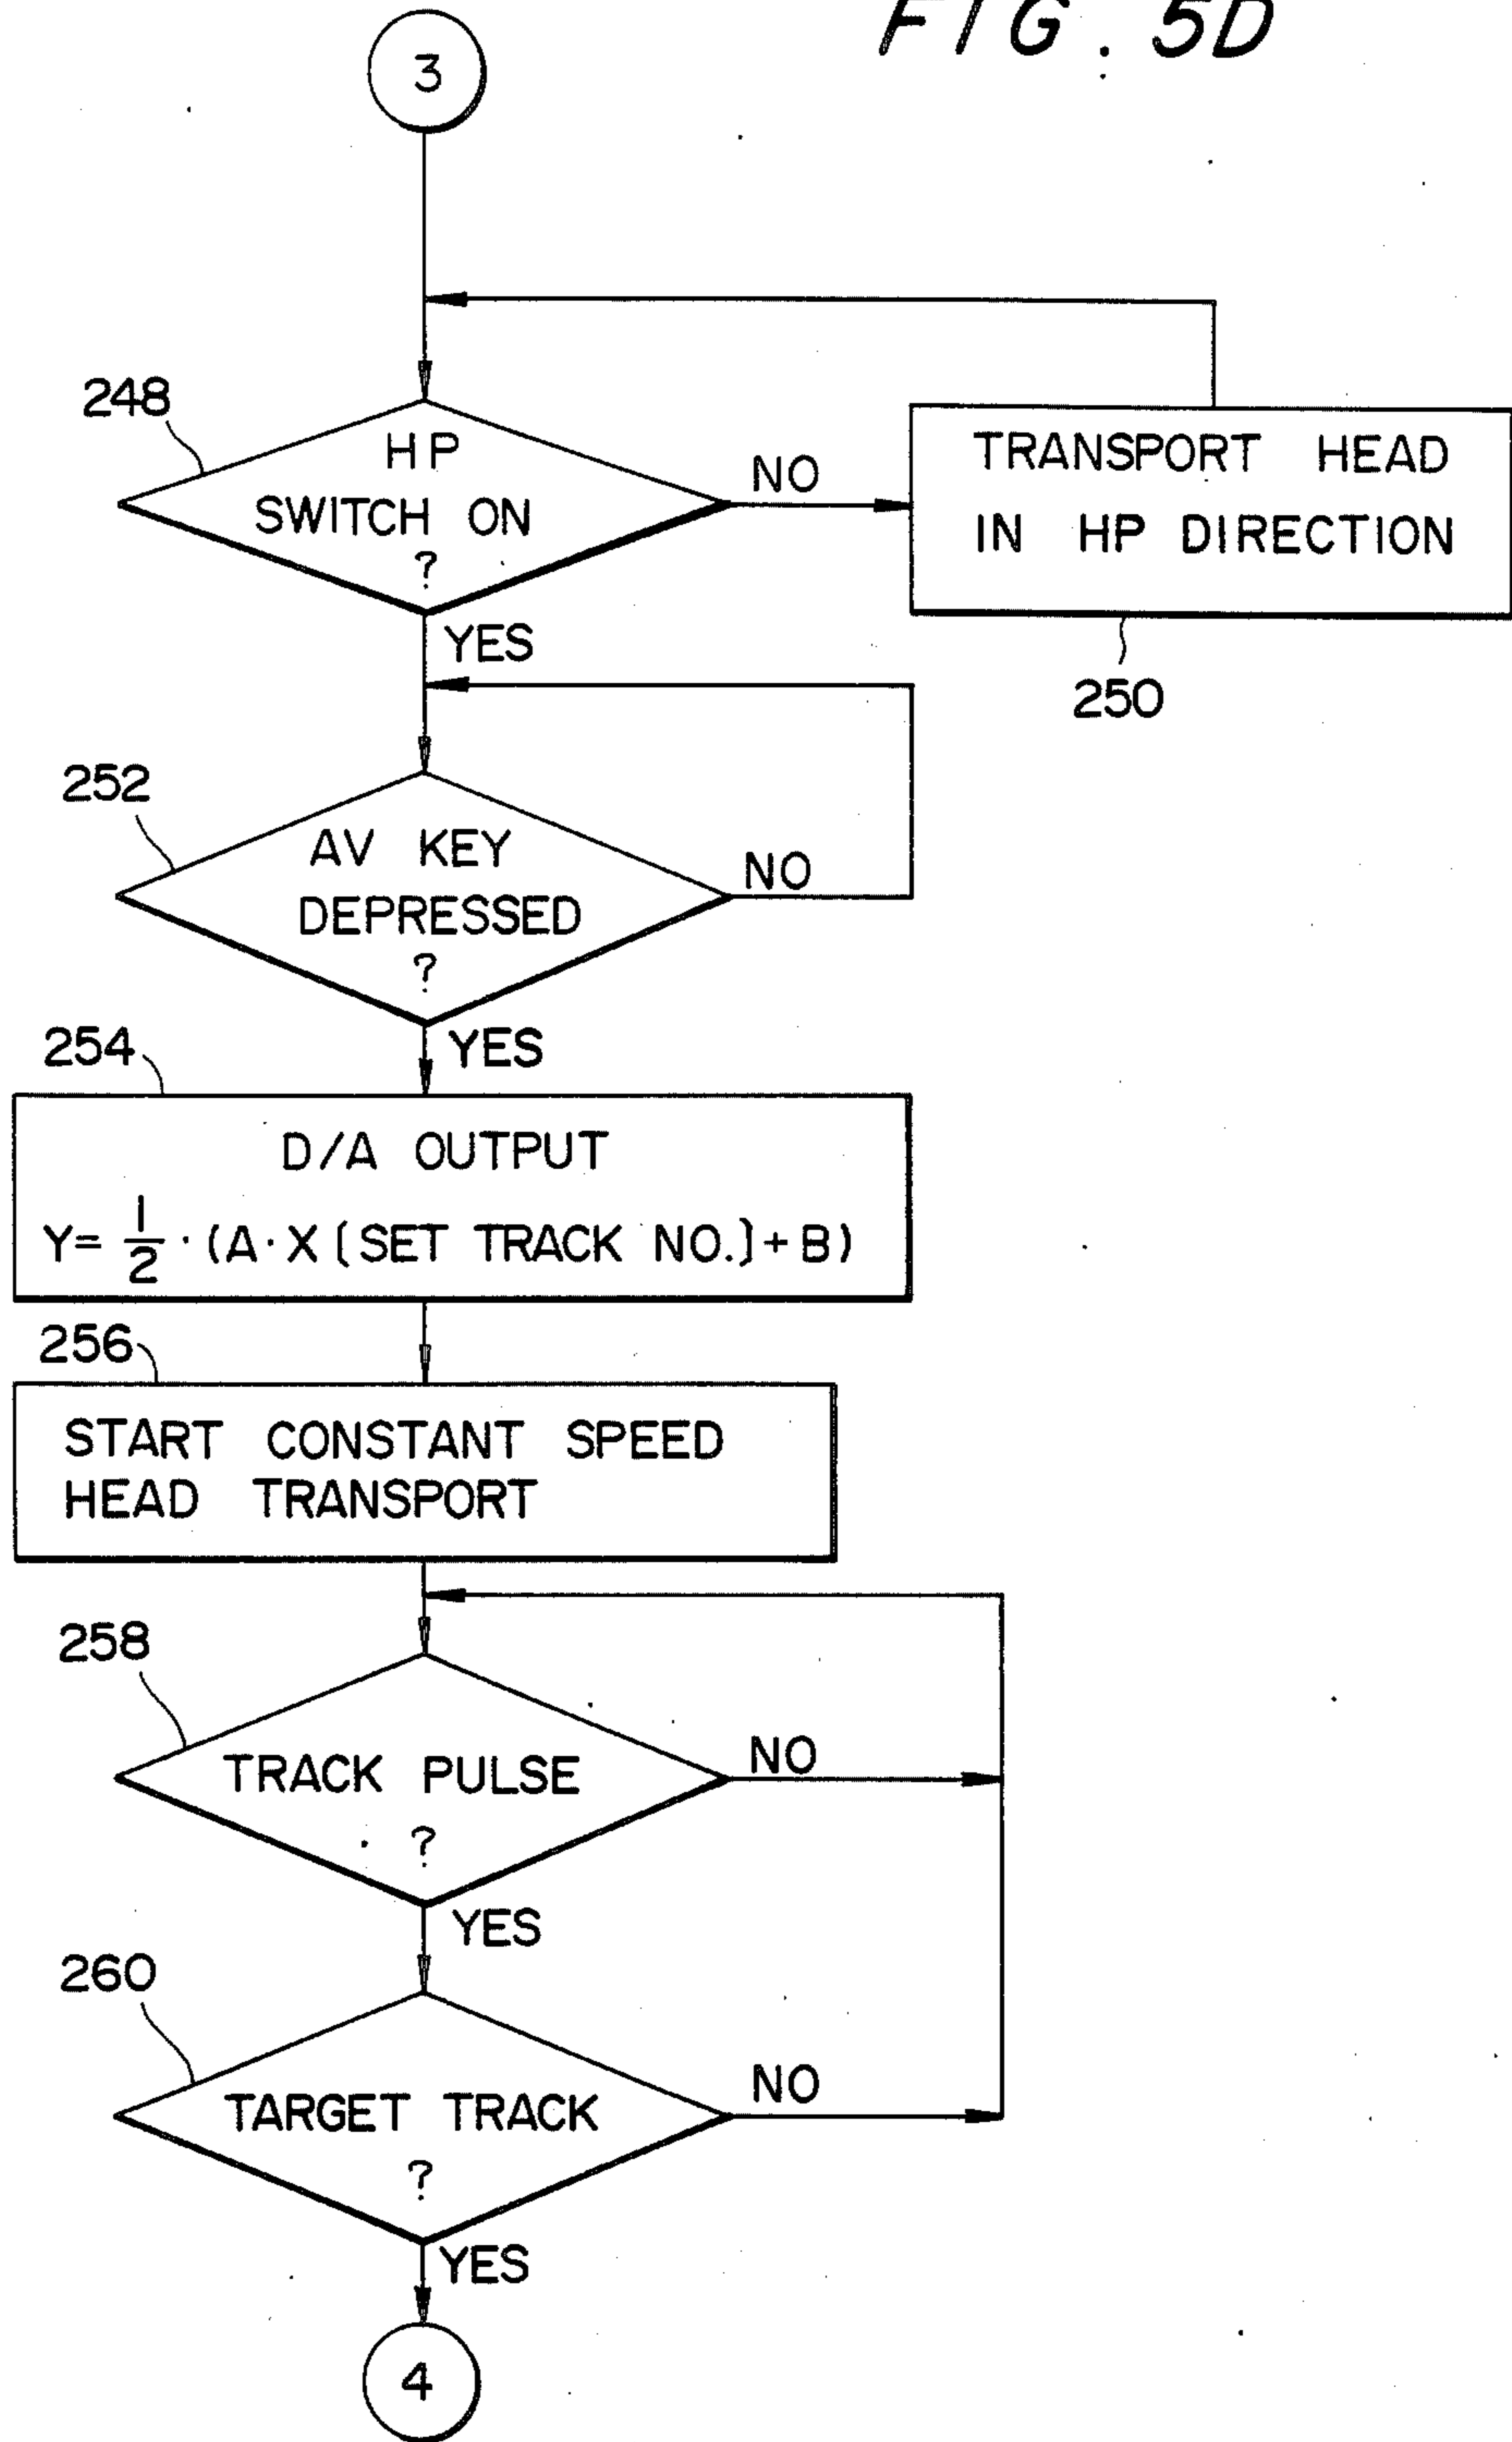 FIG. 5D
3
248
HP
SWITCH ON
?
NO
TRANSPORT HEAD
IN HP DIRECTION
250
YES
252
AV KEY
DEPRESSED
?
NO
YES
254
D/A OUTPUT
Y= 1/2 · (A·X [SET TRACK NO.]+B)
256
START CONSTANT SPEED
HEAD TRANSPORT
258
TRACK PULSE
?
NO
YES
260
TARGET TRACK
?
NO
YES
4